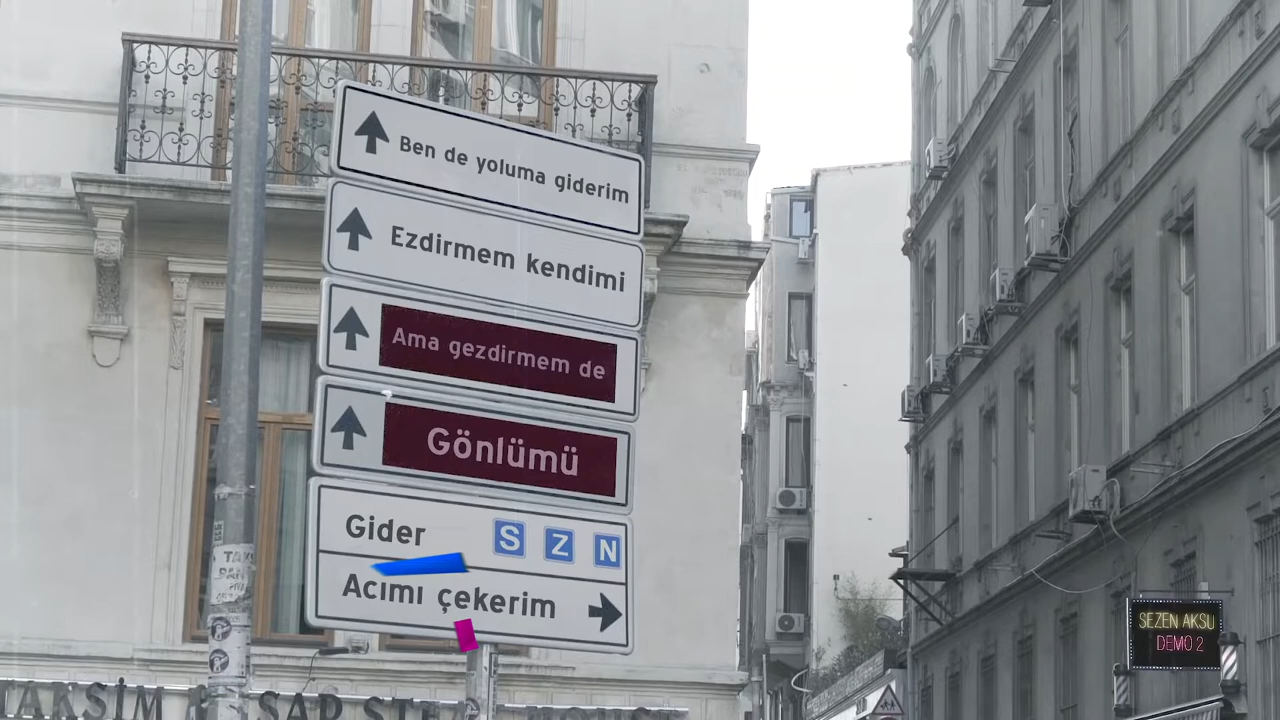 Ben de yoluma giderim
Ezdirmem kendimi
Ama gezdirmem de
Gönlümü
Gider S Z N
Acımı çekerim
SEZEN AKSU
DEMO 2
TAKSİM